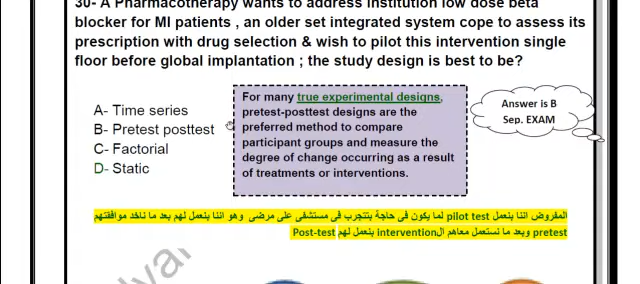 30- A Pharmacotherapy wants to address institution low dose beta
blocker for MI patients , an older set integrated system cope to assess its
prescription with drug selection & wish to pilot this intervention single
floor before global implantation ; the study design is best to be?
A- Time series
B- Pretest posttest
C- Factorial
D- Static
For many true experimental designs,
pretest-posttest designs are the
preferred method to compare
participant groups and measure the
degree of change occurring as a result
of treatments or interventions.
Answer is B
Sep. EXAM
المفروض اننا بنعمل pilot test لما يكون فى حاجة بتتجرب فى مستشفى على مرضى وهو اننا بنعمل لهم بعد ما ناخد موافقتهم
pretest وبعد ما نستعمل معاهم الintervention بنعمل لهم Post-test